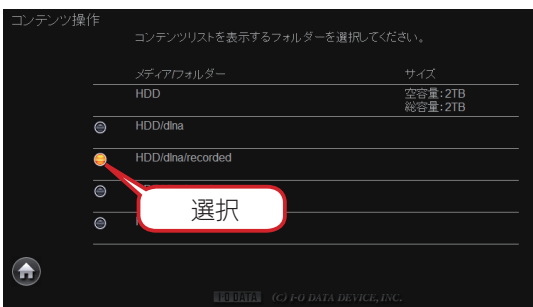 コンテンツ操作
コンテンツリストを表示するフォルダーを選択してください。
メディア/フォルダー サイズ
HDD 空容量:2TB
総容量:2TB
HDD/dlna
HDD/dlna/recorded
選択
I-O DATA (C) I-O DATA DEVICE, INC.